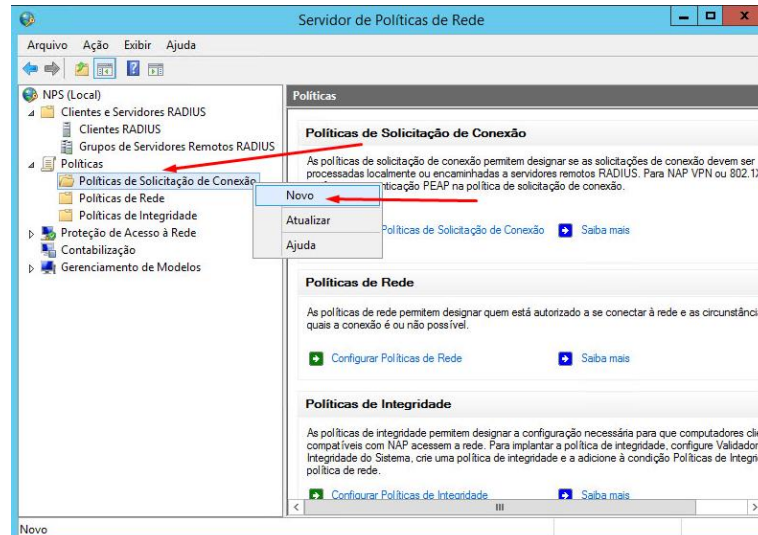 Servidor de Políticas de Rede
Arquivo Ação Exibir Ajuda
NPS (Local)
Clientes e Servidores RADIUS
Clientes RADIUS
Grupos de Servidores Remotos RADIUS
Políticas
Políticas de Solicitação de Conexão
Políticas de Rede
Políticas de Integridade
Proteção de Acesso à Rede
Contabilização
Gerenciamento de Modelos
Novo
Atualizar
Ajuda
Políticas
Políticas de Solicitação de Conexão
As políticas de solicitação de conexão permitem designar se as solicitações de conexão devem ser
processadas localmente ou encaminhadas a servidores remotos RADIUS. Para NAP VPN ou 802.1X
PEAP na política de solicitação de conexão.
Políticas de Solicitação de Conexão Saiba mais
Políticas de Rede
As políticas de rede permitem designar quem está autorizado a se conectar à rede e as
quais a conexão é ou não possível.
Configurar Políticas de Rede Saiba mais
Políticas de Integridade
As políticas de integridade permitem designar a configuração necessária para que computadores
compatíveis com NAP acessem a rede. Para implantar a política de integridade, configure
Integridade do Sistema, crie uma política de integridade e a adicione à condição Políticas de
política de rede.
Configurar Políticas de Integridade Saiba mais
Novo